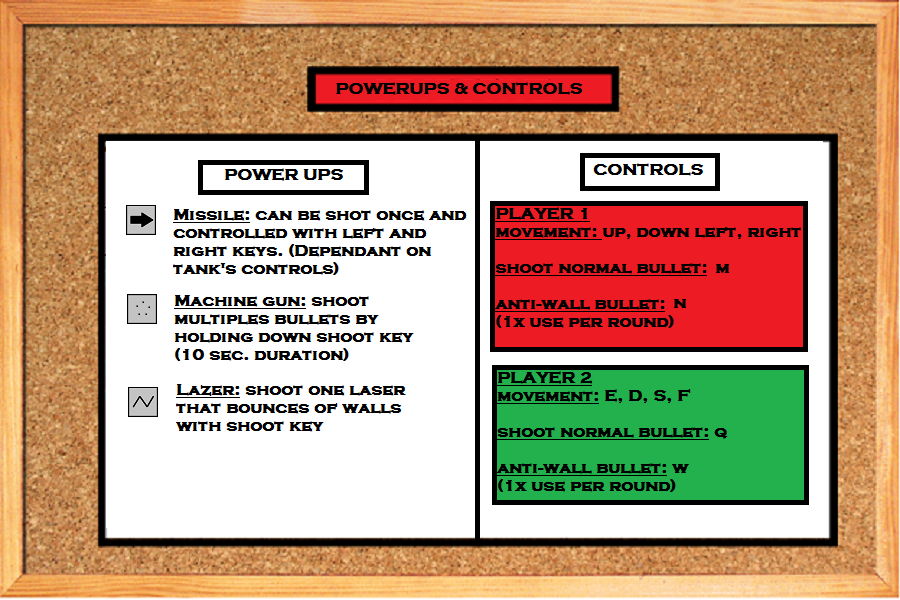 POWERUPS & CONTROLS
POWER UPS
MISSILE: CAN BE SHOT ONCE AND
CONTROLLED WITH LEFT AND
RIGHT KEYS. (DEPENDANT ON
TANK'S CONTROLS)
MACHINE GUN: SHOOT
MULTIPLES BULLETS BY
HOLDING DOWN SHOOT KEY
(10 SEC. DURATION)
LAZER: SHOOT ONE LASER
THAT BOUNCES OF WALLS
WITH SHOOT KEY
CONTROLS
PLAYER 1
MOVEMENT: UP, DOWN LEFT, RIGHT
SHOOT NORMAL BULLET: M
ANTI-WALL BULLET: N
(1X USE PER ROUND)
PLAYER 2
MOVEMENT: E, D, S, F
SHOOT NORMAL BULLET: Q
ANTI-WALL BULLET: W
(1X USE PER ROUND)